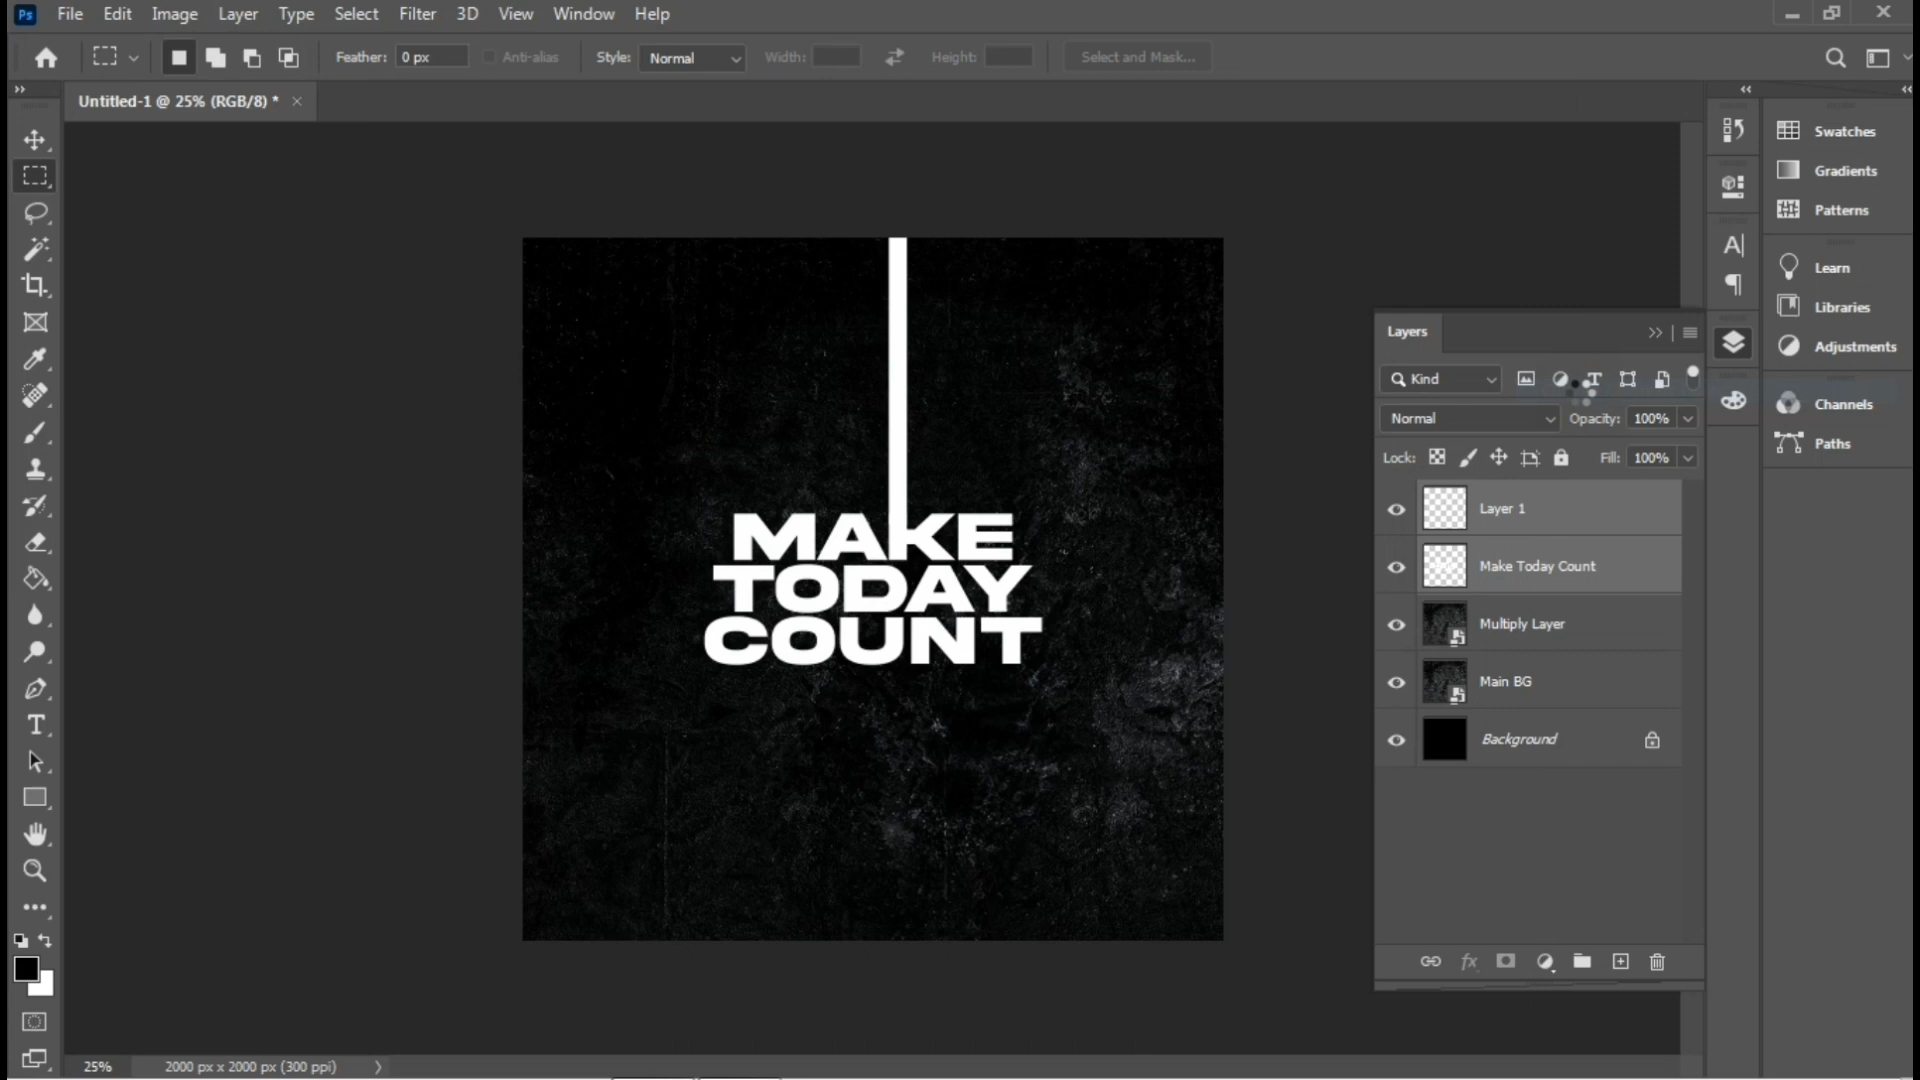 Ps File Edit Image Layer Type Select Filter 3D View Window Help
Feather: 0 px Anti-alias Style: Normal Width: Height: Select and Mask...
Untitled-1 @ 25% (RGB/8) *
Swatches
Gradients
Patterns
Learn
Libraries
Adjustments
Channels
Paths
Layers
Kind
Normal Opacity: 100%
Lock: Fill: 100%
Layer 1
Make Today Count
Multiply Layer
Main BG
Background
MAKE
TODAY
COUNT
25% 2000 px x 2000 px (300 ppi)